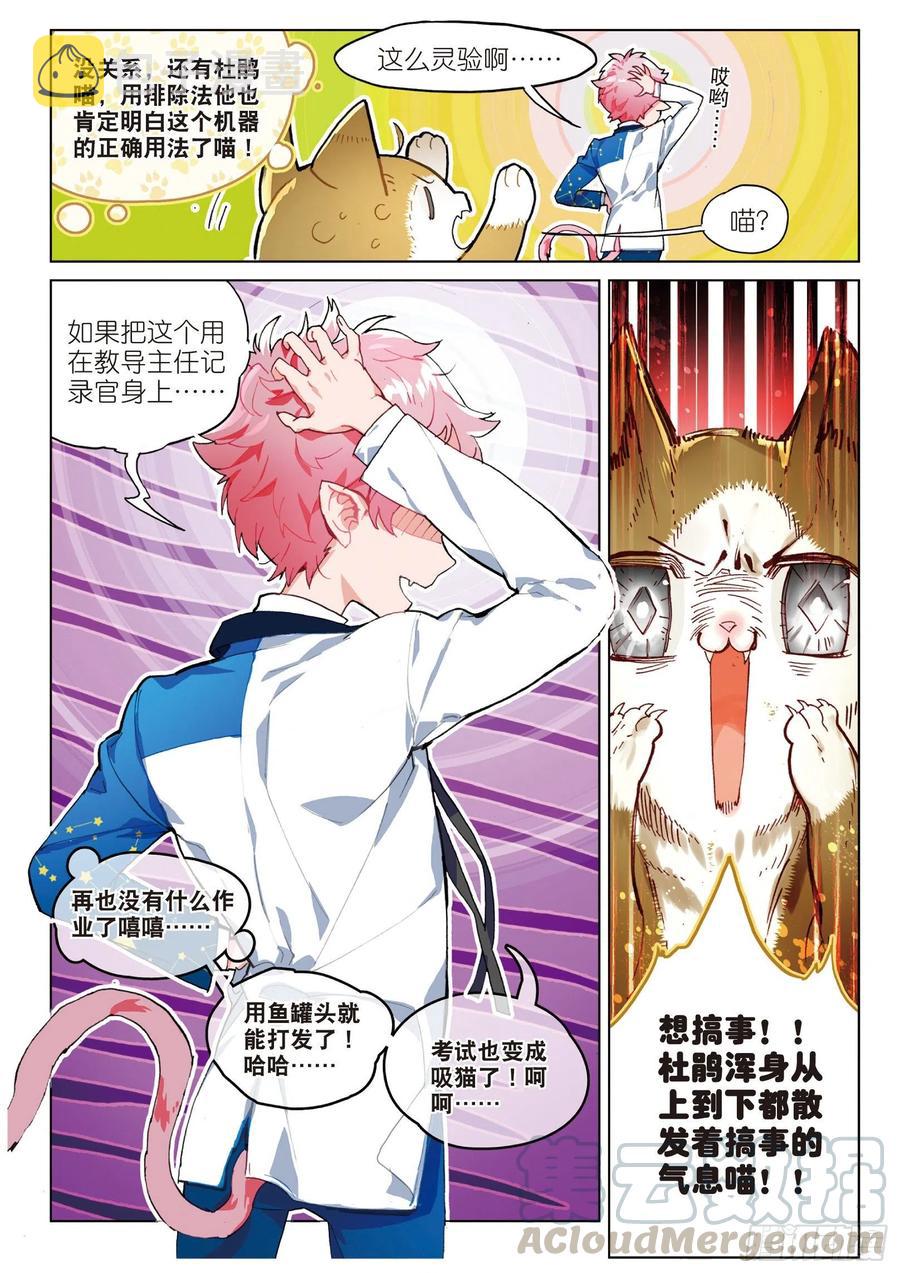 没关系，还有杜鹃
喵，用排除法他也
肯定明白这个机器
的正确用法了喵！
这么灵验啊……
哎哟……
喵？
如果把这个用
在教导主任记
录官身上……
再也没有什么作
业了嘻嘻……
用鱼罐头就
能打发了！
哈哈……
考试也变成
吸猫了！呵
呵……
想搞事！！
杜鹃浑身从
上到下都散
发着搞事的
气息喵！！
集云数据
acloudmerge.com